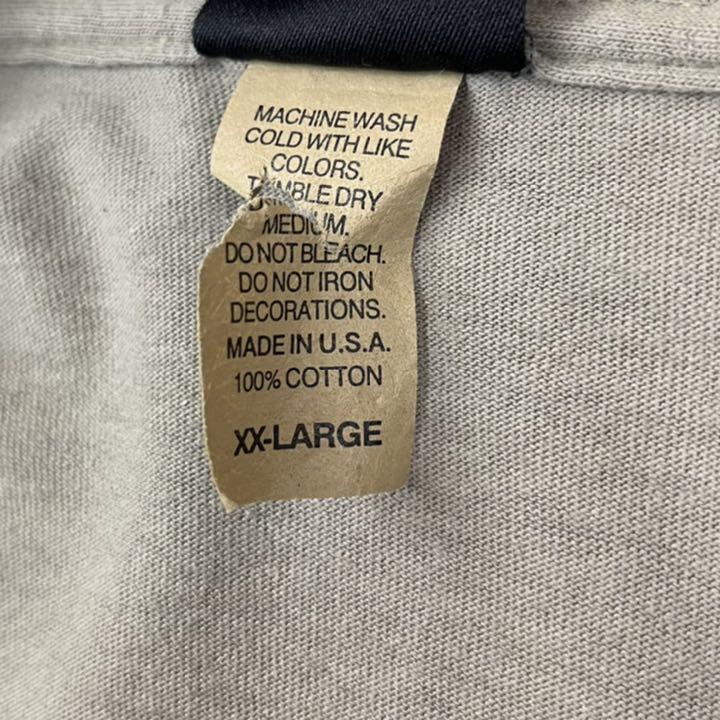 MACHINE WASH
COLD WITH LIKE
COLORS.
TUMBLE DRY
MEDIUM.
DO NOT BLEACH.
DO NOT IRON
DECORATIONS.
MADE IN U.S.A.
100% COTTON
XX-LARGE